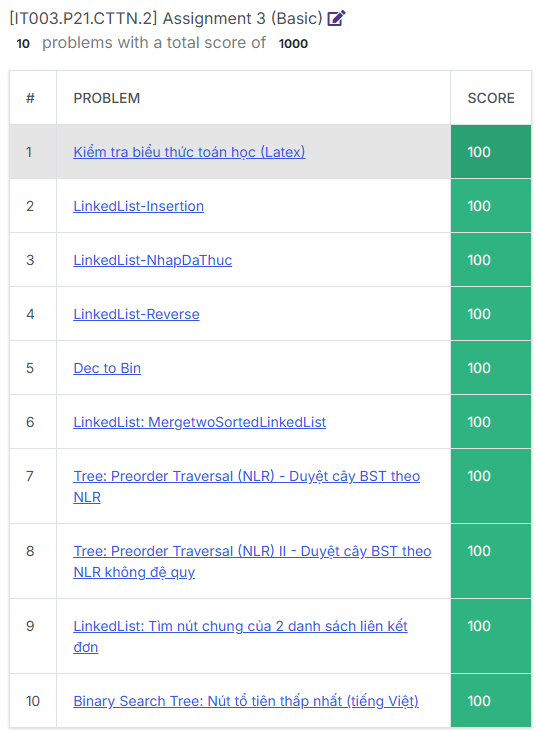 [IT003.P21.CTTN.2] Assignment 3 (Basic)
10 problems with a total score of 1000
# PROBLEM SCORE
1 Kiểm tra biểu thức toán học (Latex) 100
2 LinkedList-Insertion 100
3 LinkedList-NhapDaThuc 100
4 LinkedList-Reverse 100
5 Dec to Bin 100
6 LinkedList: MergetwoSortedLinkedList 100
7 Tree: Preorder Traversal (NLR) - Duyệt cây BST theo 100
NLR
8 Tree: Preorder Traversal (NLR) II - Duyệt cây BST theo 100
NLR không đệ quy
9 LinkedList: Tìm nút chung của 2 danh sách liên kết 100
đơn
10 Binary Search Tree: Nút tổ tiên thấp nhất (tiếng Việt) 100